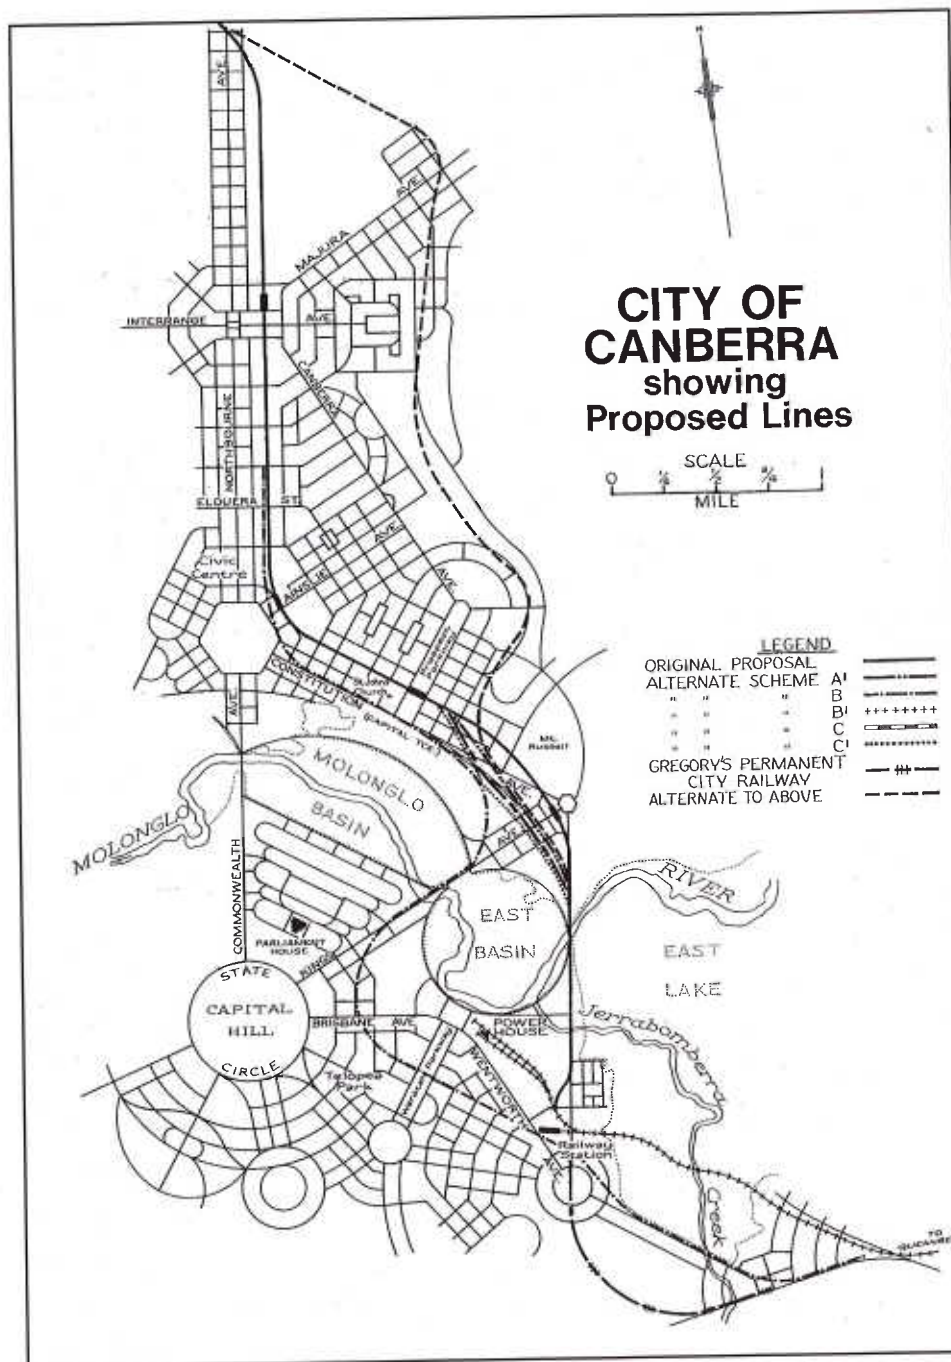 N
CITY OF
CANBERRA
showing
Proposed Lines
SCALE
0 1/4 1/2 3/4 1
MILE
LEGEND
ORIGINAL PROPOSAL
ALTERNATE SCHEME A'
" " " B
" " " B'
" " " C
" " " C'
GREGORY'S PERMANENT
CITY RAILWAY
ALTERNATE TO ABOVE
AVE.
MAJURA AVE.
INTERRANGE AVE.
CANBERRA AVE.
NORTHBOURNE
ELOUERA ST.
Civic
Centre
AINSLIE AVE.
CONSTITUTION (CAPITAL TCE) AVE.
Church
AVE.
Mt.
Russell
MOLONGLO
BASIN
MOLONGLO
RIVER
COMMONWEALTH
PARLIAMENT
HOUSE
KINGS AVE.
EAST
BASIN
EAST
LAKE
STATE
CIRCLE
CAPITAL
HILL
BRISBANE AVE.
POWER
HOUSE
Jerrabomberra
Creek
Telopea
Park
WENTWORTH AVE.
Railway
Station
TO